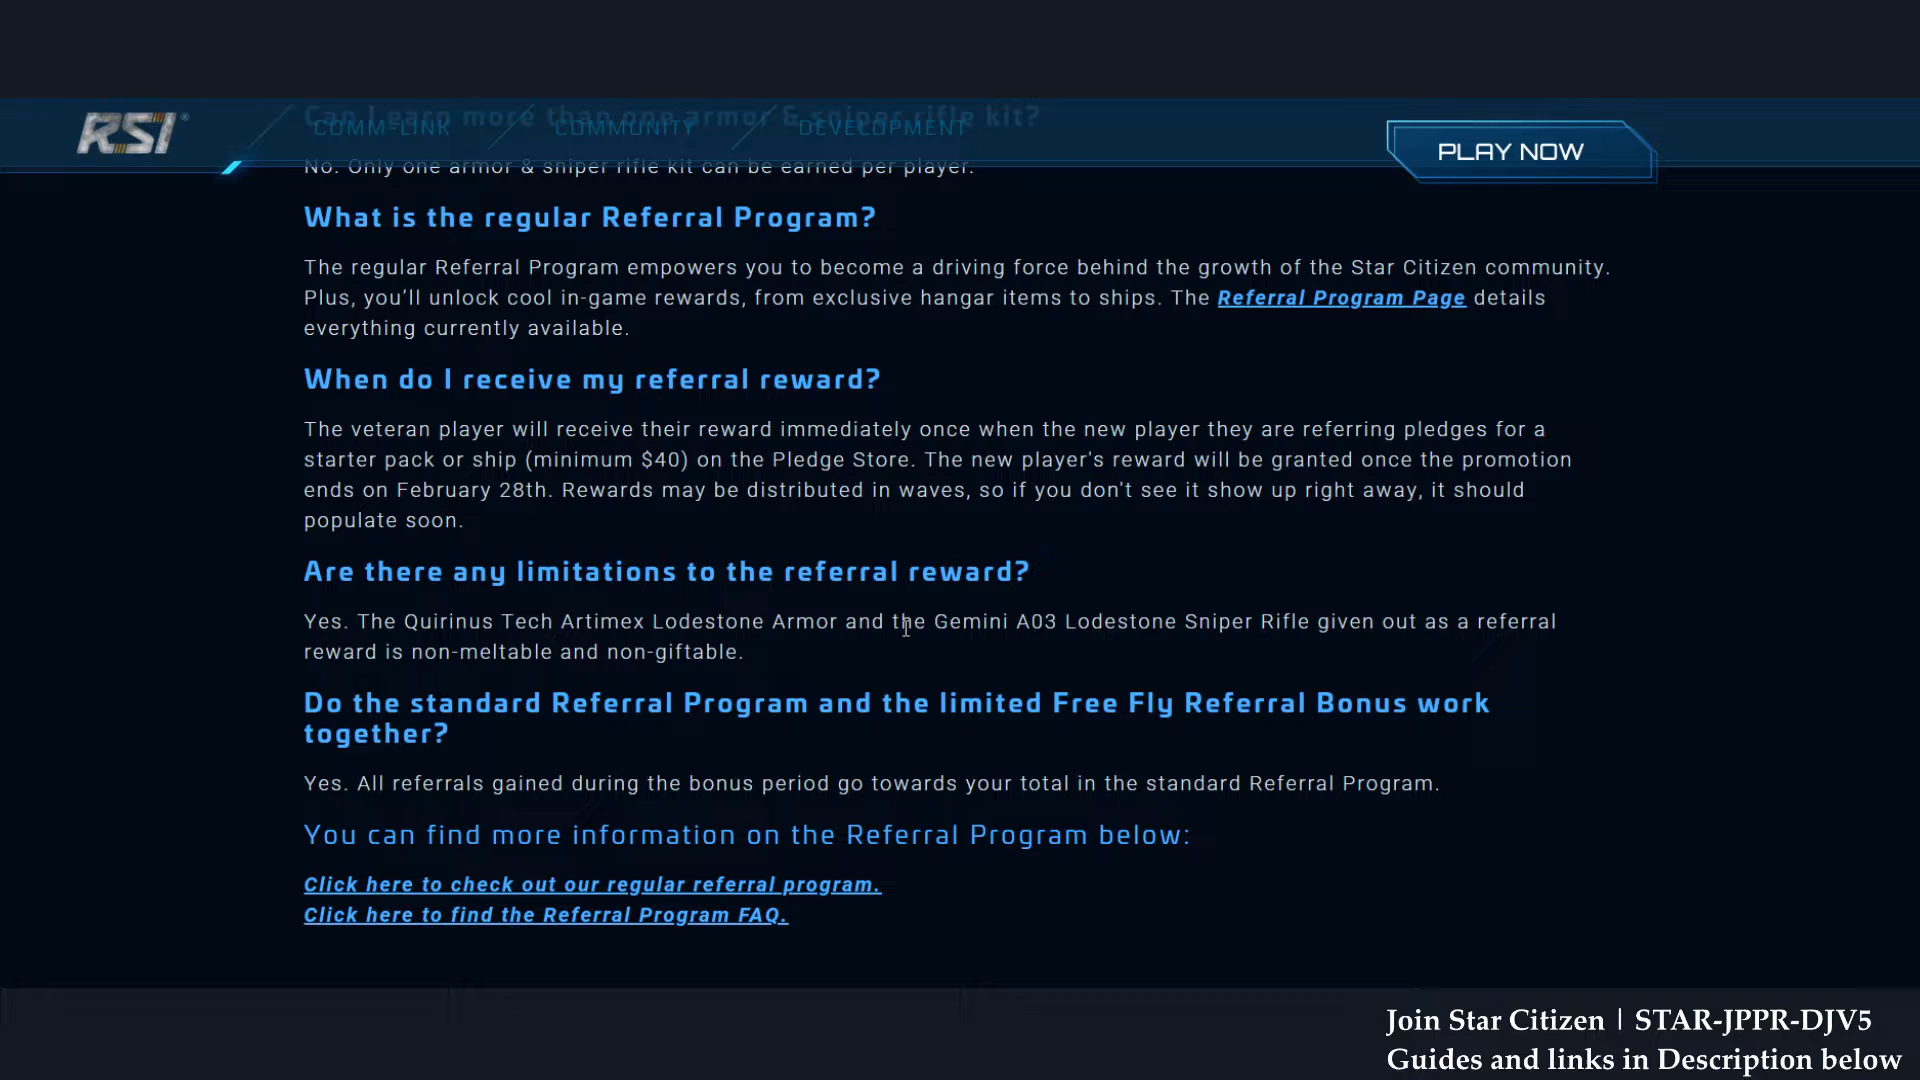 Can I earn more than one armor & sniper rifle kit?
RSI®
COMM-LINK
COMMUNITY
DEVELOPMENT
PLAY NOW
No. Only one armor & sniper rifle kit can be earned per player.
What is the regular Referral Program?
The regular Referral Program empowers you to become a driving force behind the growth of the Star Citizen community.
Plus, you’ll unlock cool in-game rewards, from exclusive hangar items to ships. The Referral Program Page details
everything currently available.
When do I receive my referral reward?
The veteran player will receive their reward immediately once when the new player they are referring pledges for a
starter pack or ship (minimum $40) on the Pledge Store. The new player's reward will be granted once the promotion
ends on February 28th. Rewards may be distributed in waves, so if you don't see it show up right away, it should
populate soon.
Are there any limitations to the referral reward?
Yes. The Quirinus Tech Artimex Lodestone Armor and the Gemini A03 Lodestone Sniper Rifle given out as a referral
reward is non-meltable and non-giftable.
Do the standard Referral Program and the limited Free Fly Referral Bonus work
together?
Yes. All referrals gained during the bonus period go towards your total in the standard Referral Program.
You can find more information on the Referral Program below:
Click here to check out our regular referral program.
Click here to find the Referral Program FAQ.
Join Star Citizen | STAR-JPPR-DJV5
Guides and links in Description below